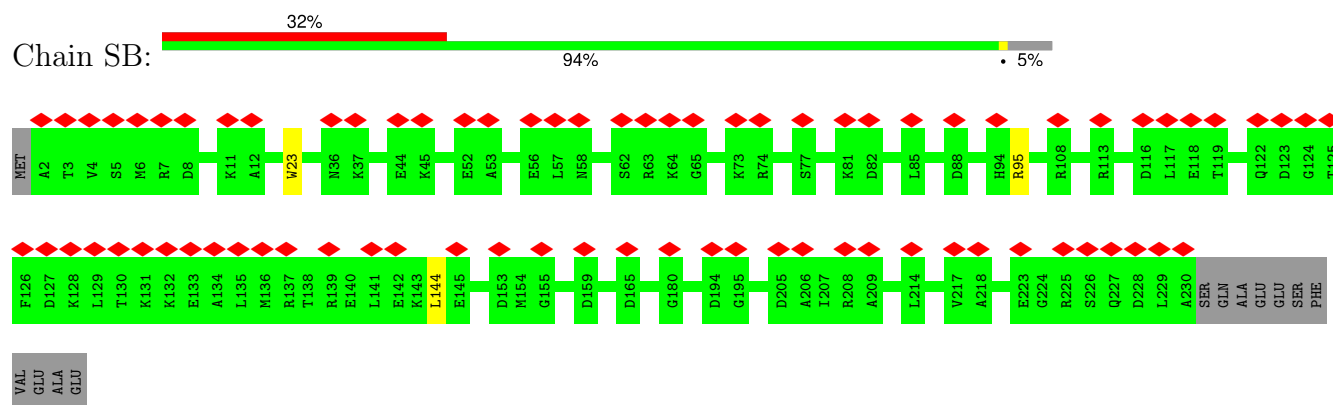 32%
Chain SB:
94% • 5%
MET A2 T3 V4 S5 M6 R7 D8 K11 A12 W23 N36 K37 E44 K45 E52 A53 E56 L57 N58 S62 R63 K64 G65 K73 R74 S77 K81 D82 L85 D88 H94 R95 R108 R113 D116 L117 E118 T119 Q122 D123 G124 T125
F126 D127 K128 L129 T130 K131 K132 E133 A134 L135 M136 R137 T138 R139 E140 L141 E142 K143 L144 E145 D153 M154 G155 D159 D165 G180 D194 G195 D205 A206 I207 R208 A209 L214 V217 A218 E223 G224 R225 S226 Q227 D228 L229 A230 SER GLN ALA GLU GLU SER PHE
VAL GLU ALA GLU